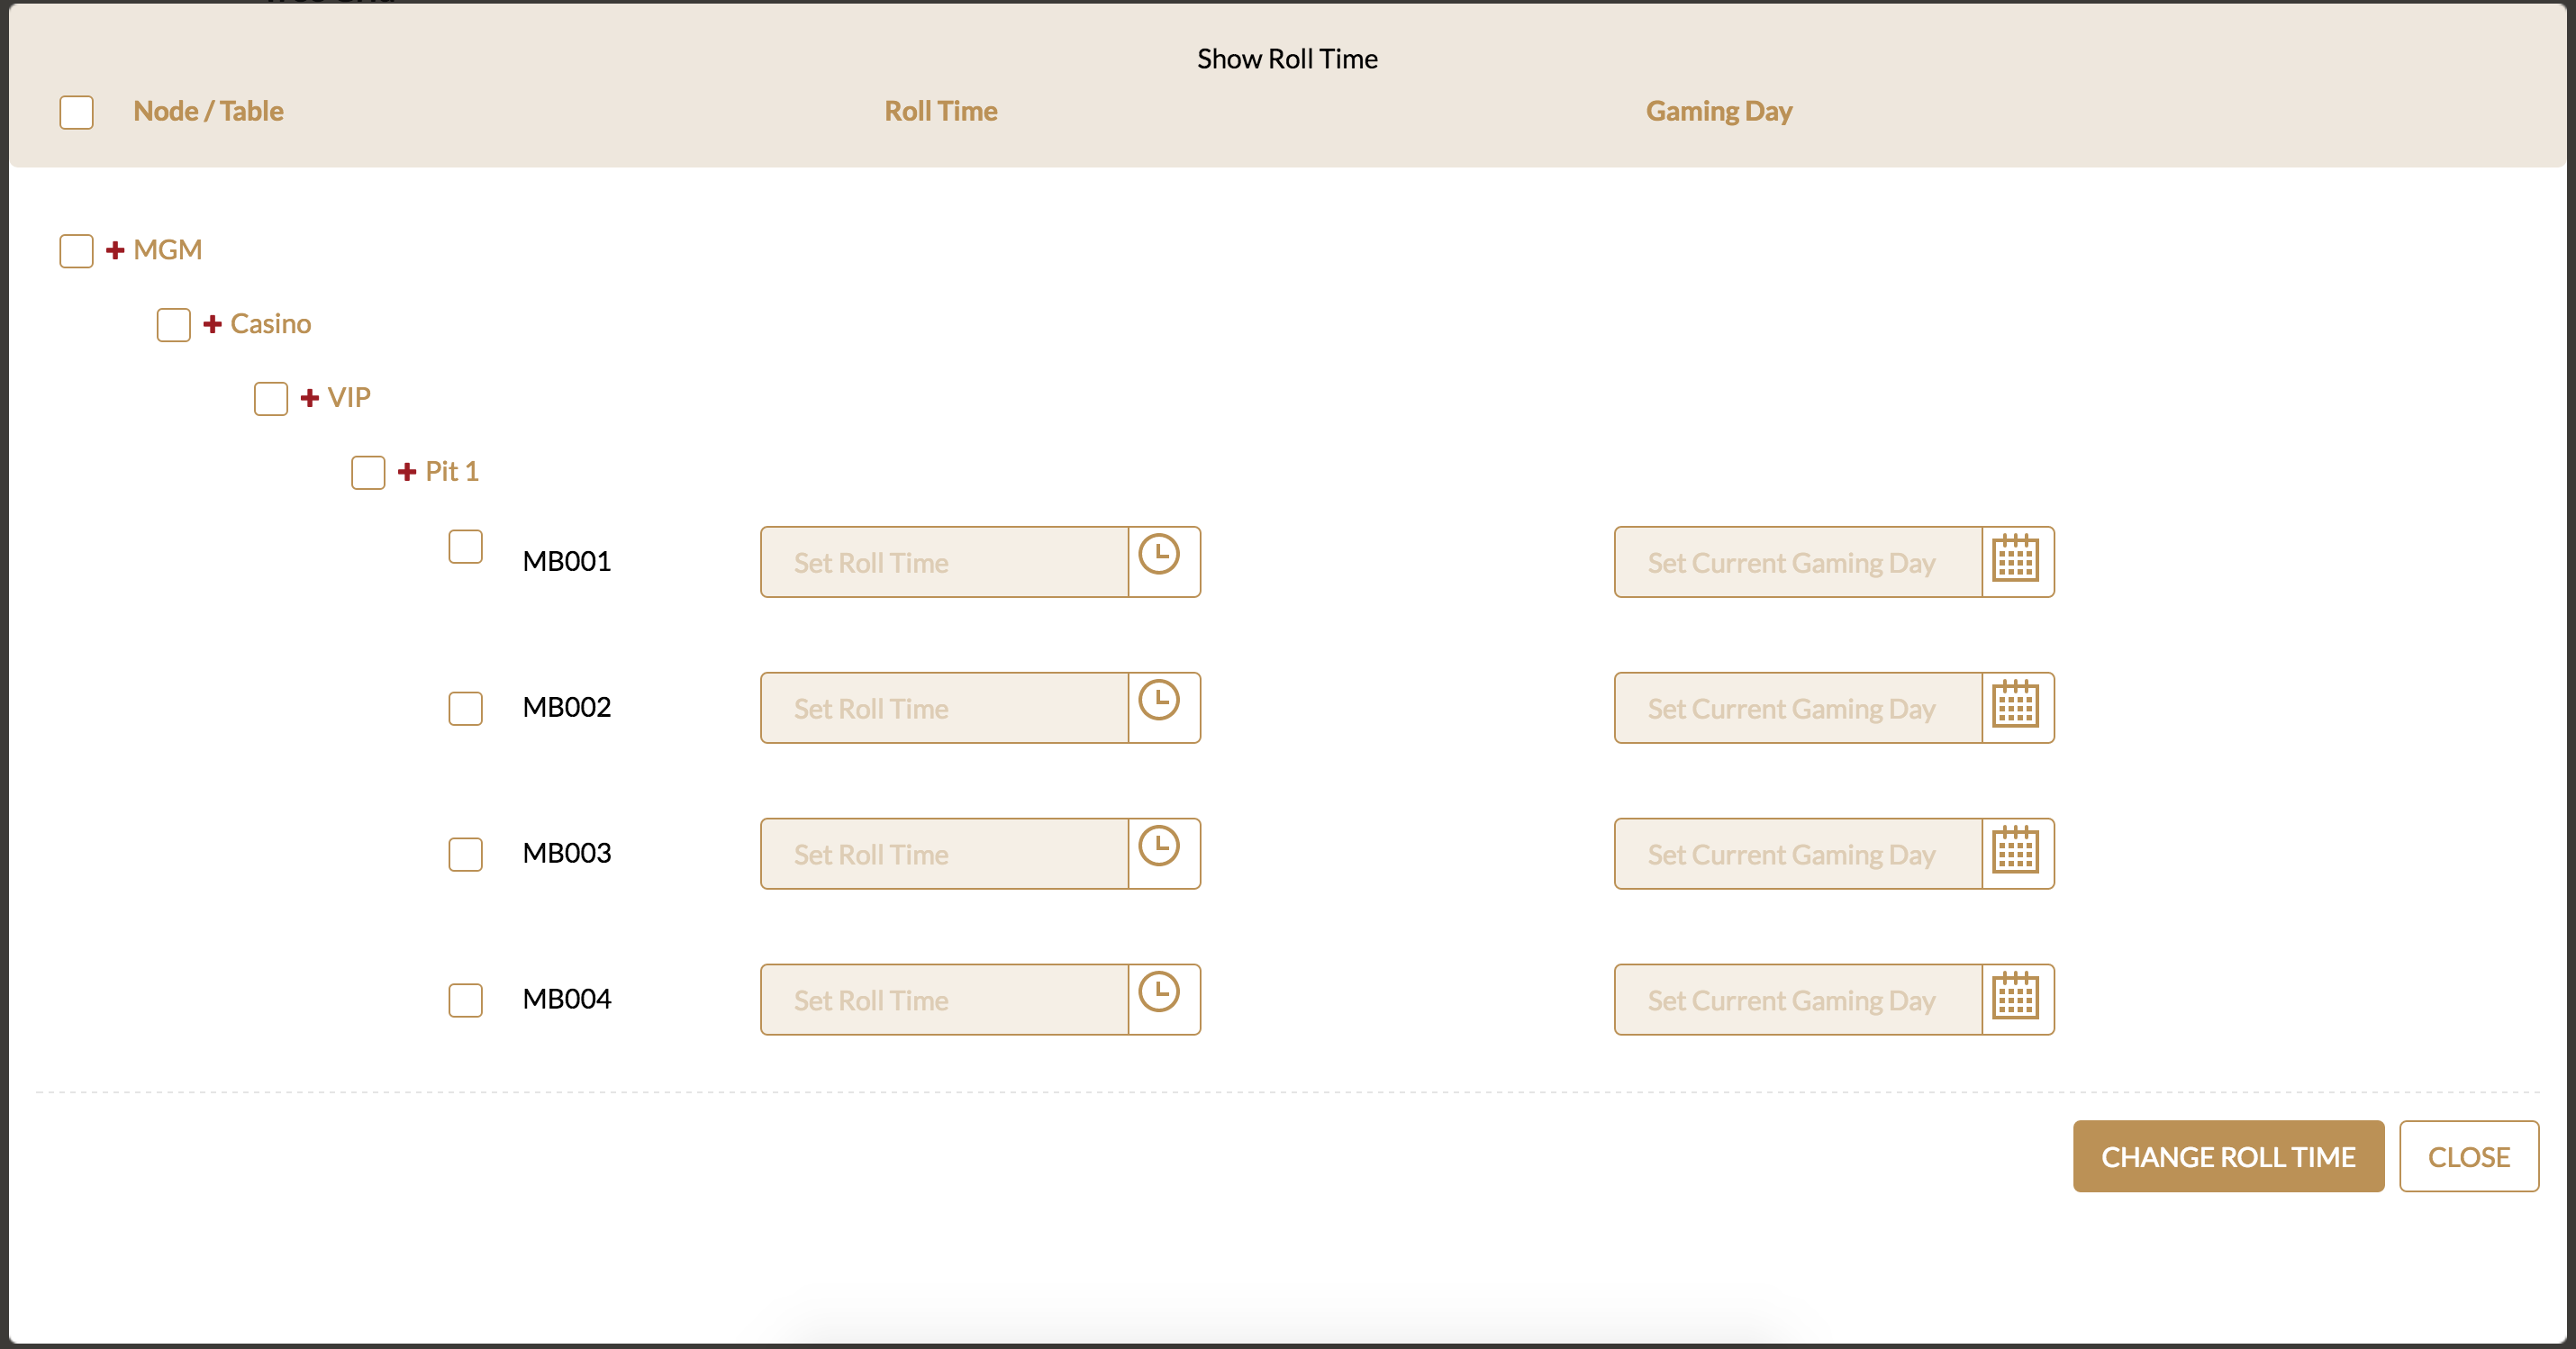 Show Roll Time
Node / Table Roll Time Gaming Day
MGM
Casino
VIP
Pit 1
MB001 Set Roll Time Set Current Gaming Day
MB002 Set Roll Time Set Current Gaming Day
MB003 Set Roll Time Set Current Gaming Day
MB004 Set Roll Time Set Current Gaming Day
CHANGE ROLL TIME CLOSE